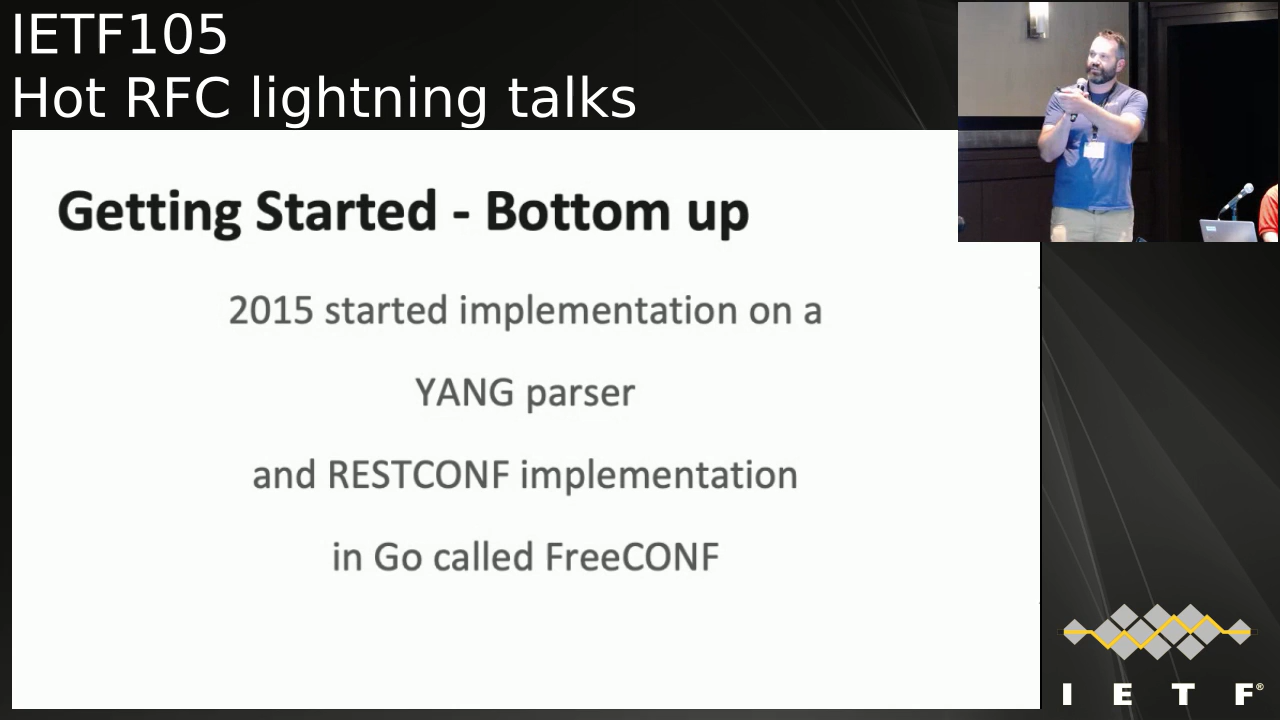 IETF105
Hot RFC lightning talks
Getting Started - Bottom up
2015 started implementation on a
YANG parser
and RESTCONF implementation
in Go called FreeCONF
I E T F®